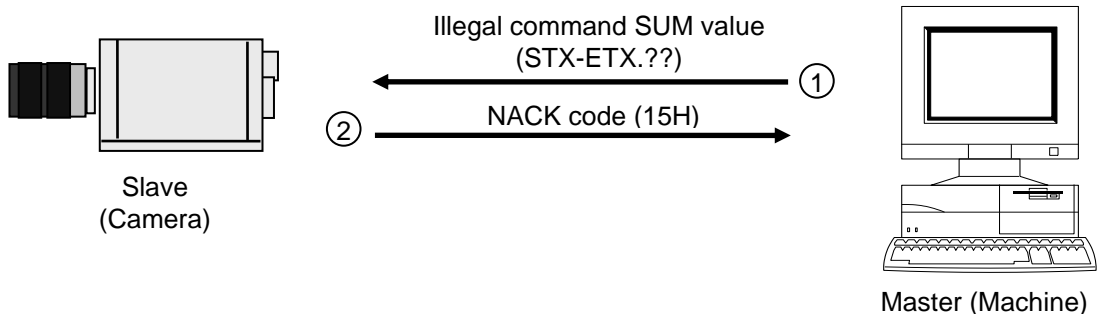 Illegal command SUM value
(STX-ETX.??)
1
2
NACK code (15H)
Slave
(Camera)
Master (Machine)